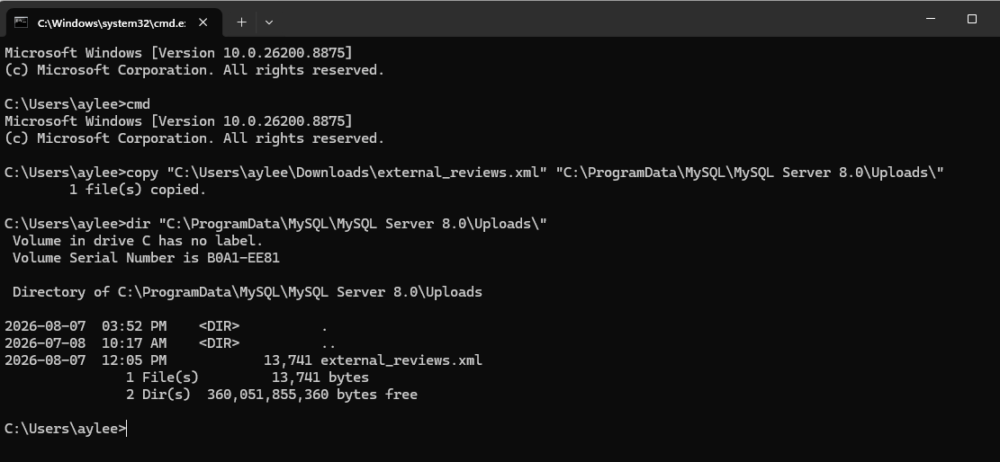 C:\Windows\system32\cmd.e:
Microsoft Windows [Version 10.0.26200.8875]
(c) Microsoft Corporation. All rights reserved.
C:\Users\aylee>cmd
Microsoft Windows [Version 10.0.26200.8875]
(c) Microsoft Corporation. All rights reserved.
C:\Users\aylee>copy "C:\Users\aylee\Downloads\external_reviews.xml" "C:\ProgramData\MySQL\MySQL Server 8.0\Uploads\"
        1 file(s) copied.
C:\Users\aylee>dir "C:\ProgramData\MySQL\MySQL Server 8.0\Uploads\"
 Volume in drive C has no label.
 Volume Serial Number is B0A1-EE81
 Directory of C:\ProgramData\MySQL\MySQL Server 8.0\Uploads
2026-08-07  03:52 PM    <DIR>          .
2026-07-08  10:17 AM    <DIR>          ..
2026-08-07  12:05 PM            13,741 external_reviews.xml
               1 File(s)         13,741 bytes
               2 Dir(s)  360,051,855,360 bytes free
C:\Users\aylee>